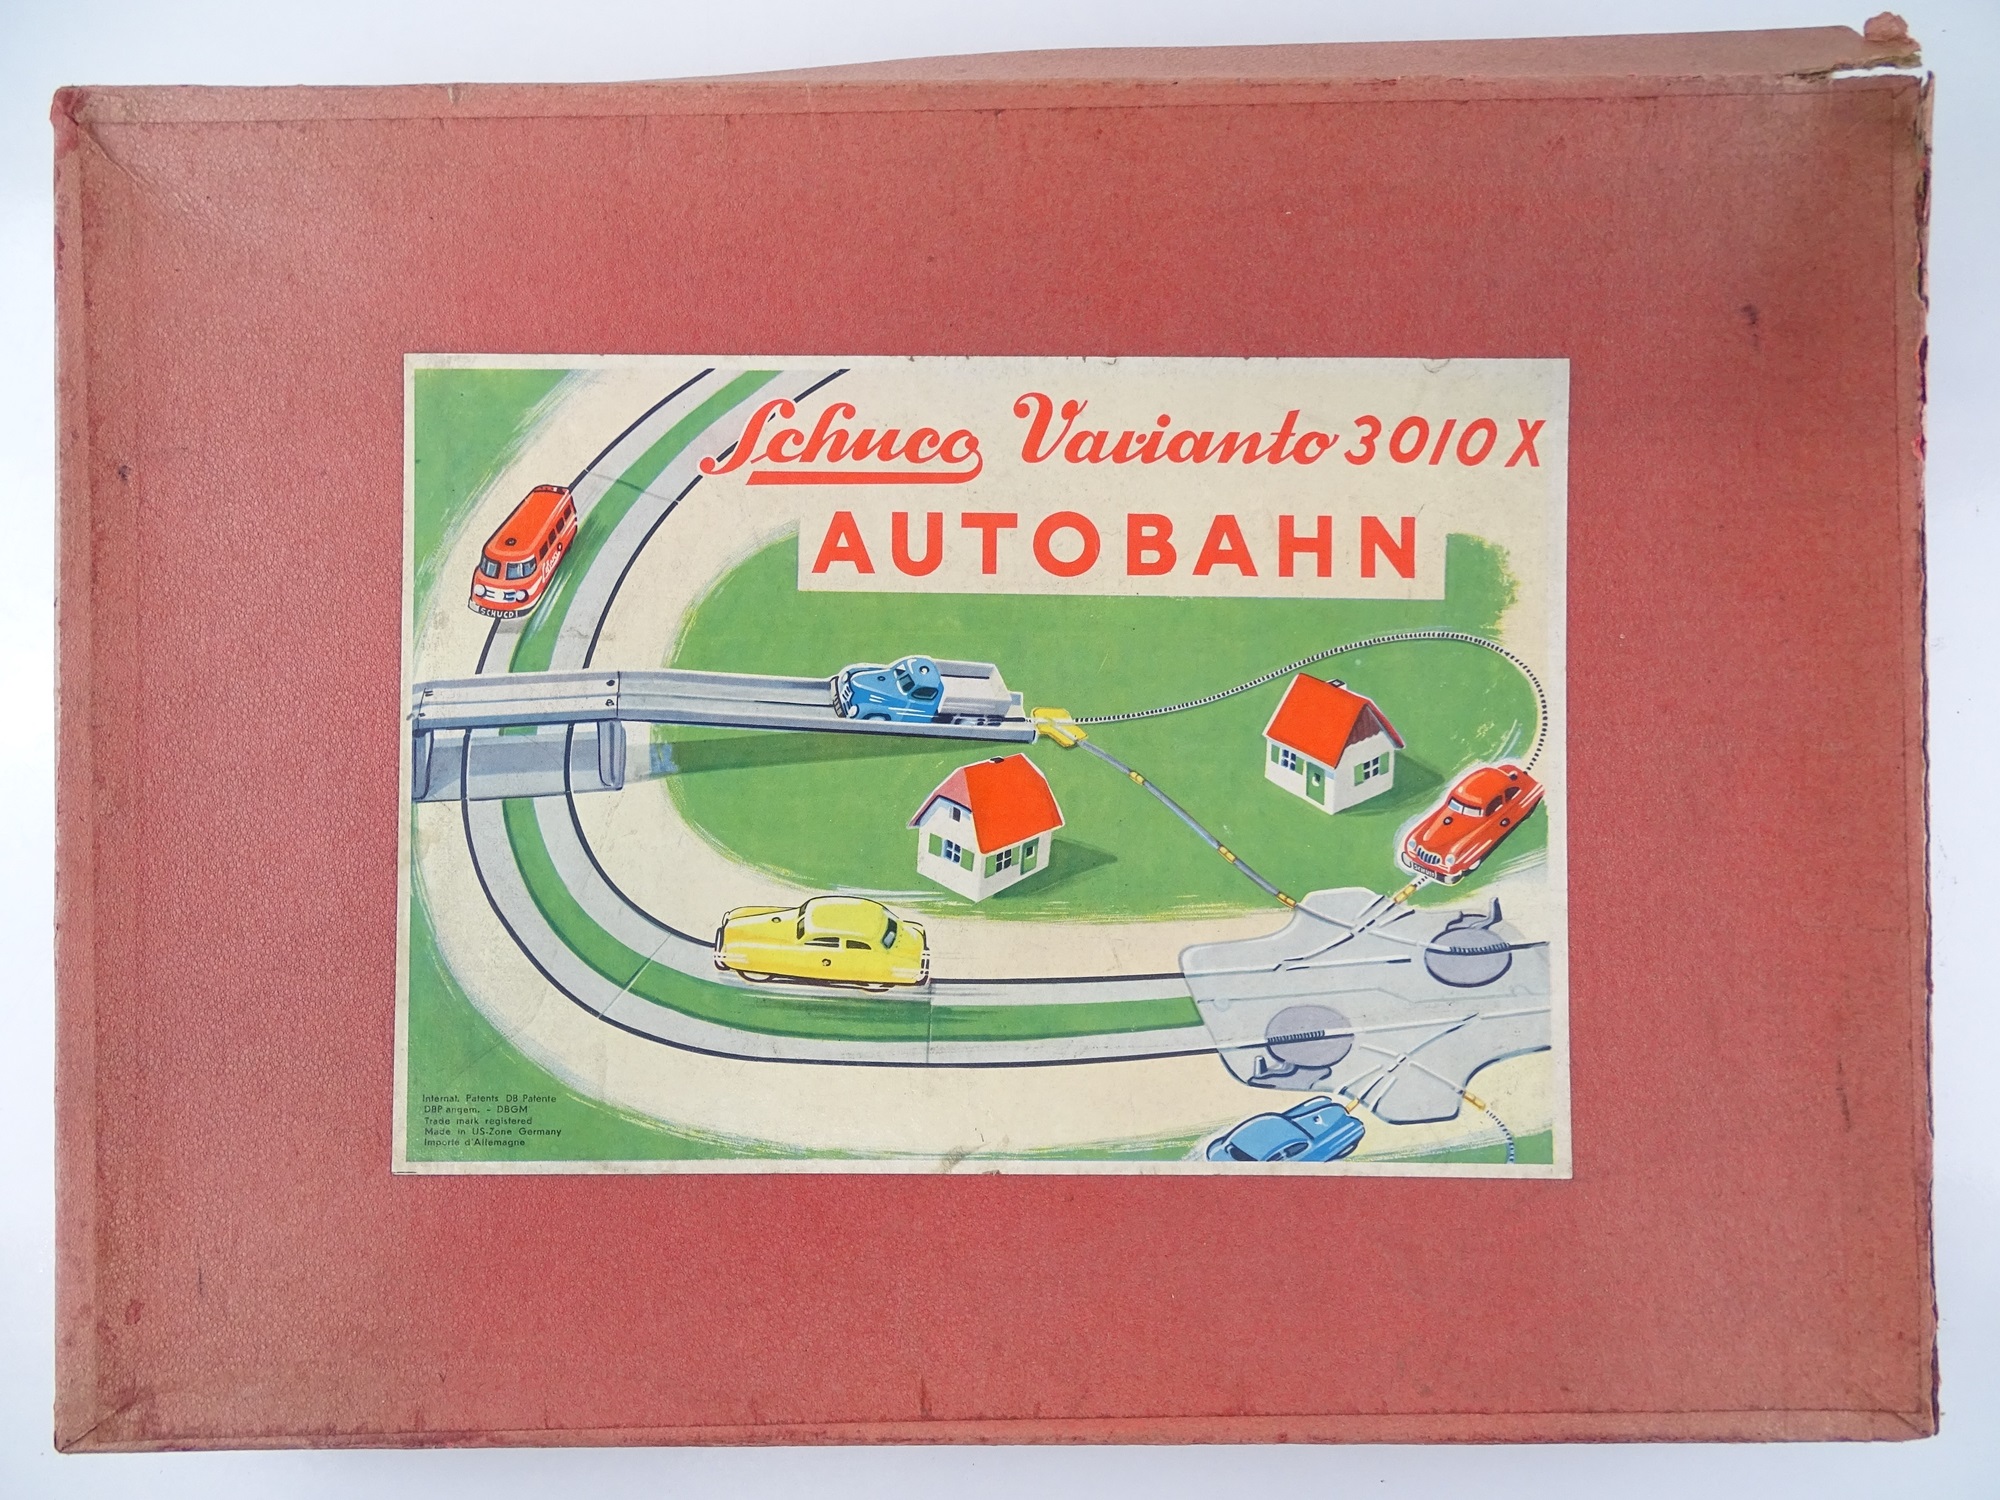 Schuco Varianto 3010 X
AUTOBAHN
SCHUCO
Internat. Patents DB Patente
DBP angem. - DBGM
Trade mark registered
Made in US-Zone Germany
Importé d'Allemagne